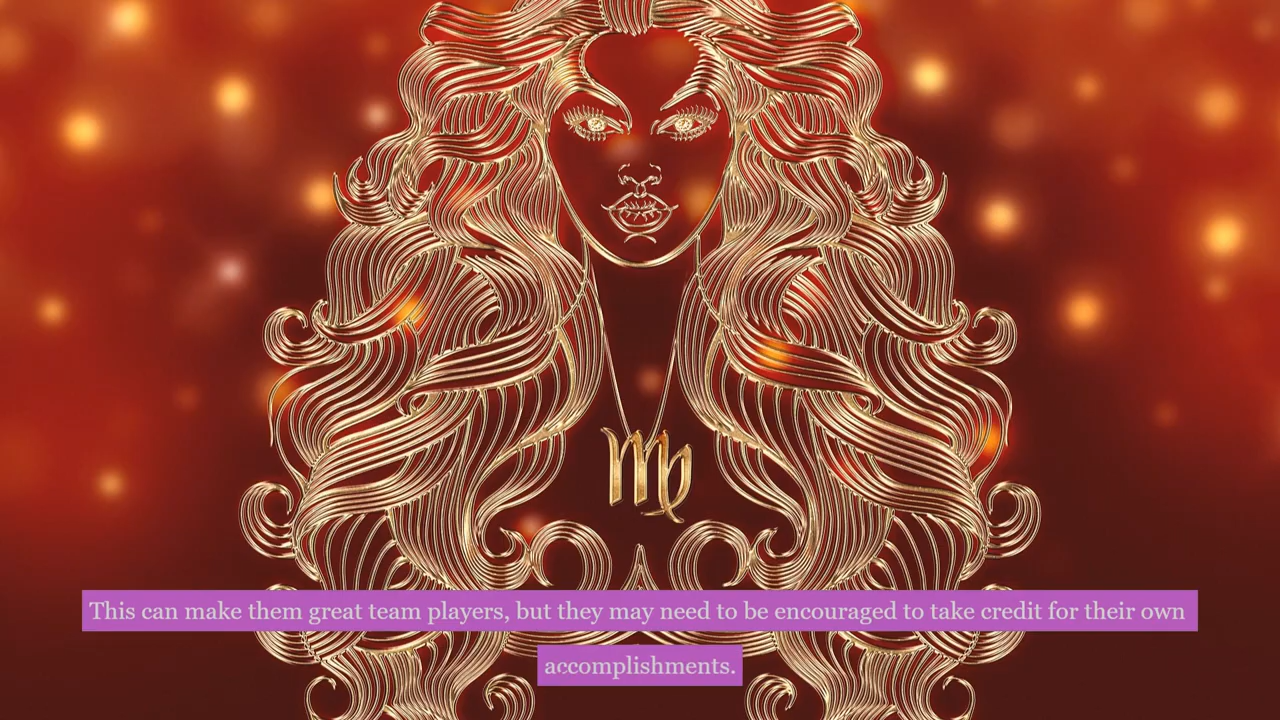 This can make them great team players, but they may need to be encouraged to take credit for their own
accomplishments.